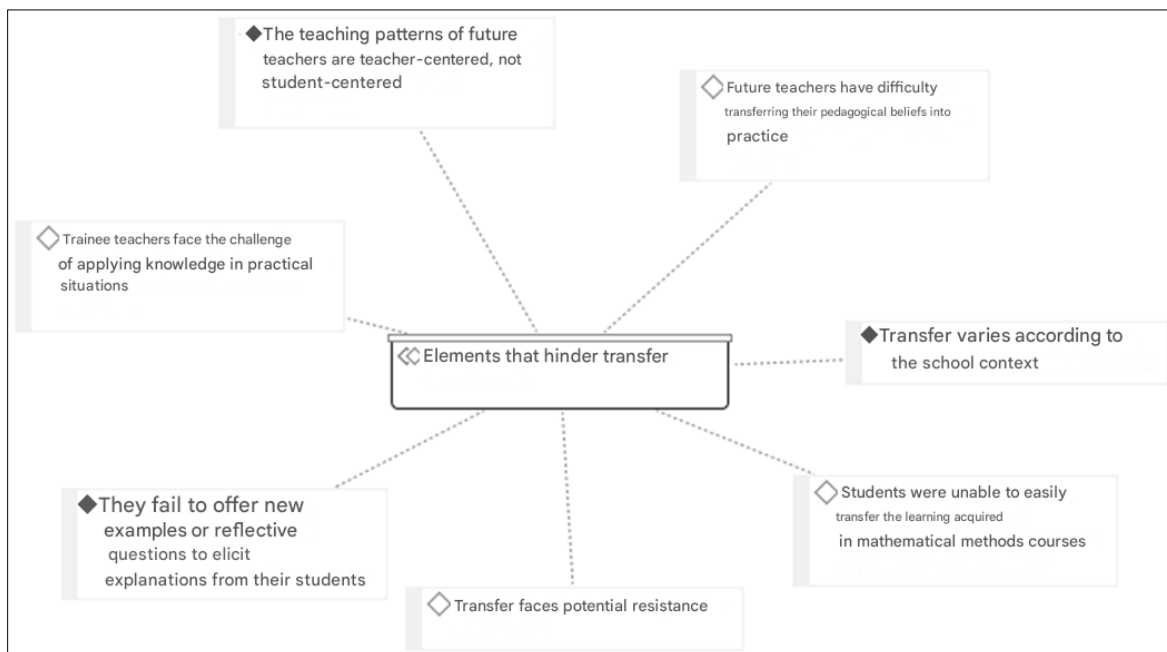 The teaching patterns of future
teachers are teacher-centered, not
student-centered
Future teachers have difficulty
transferring their pedagogical beliefs into
practice
Trainee teachers face the challenge
of applying knowledge in practical
situations
Elements that hinder transfer
Transfer varies according to
the school context
They fail to offer new
examples or reflective
questions to elicit
explanations from their students
Students were unable to easily
transfer the learning acquired
in mathematical methods courses
Transfer faces potential resistance